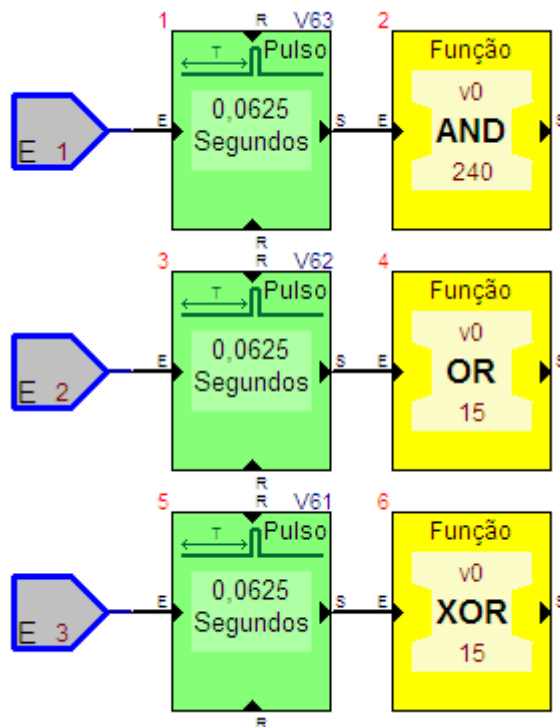 1 R V63 2
T Pulso Função
v0
0,0625
Segundos
E S E AND S
E 1
240
R
3 R V62 4
T Pulso Função
v0
0,0625
Segundos
E S E OR S
E 2
15
R
5 R V61 6
T Pulso Função
v0
0,0625
Segundos
E S E XOR S
E 3
15
R